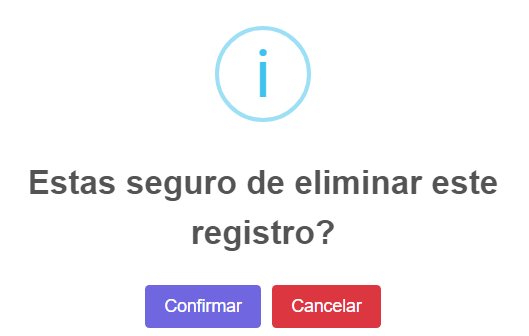 i
Estas seguro de eliminar este
registro?
Confirmar
Cancelar